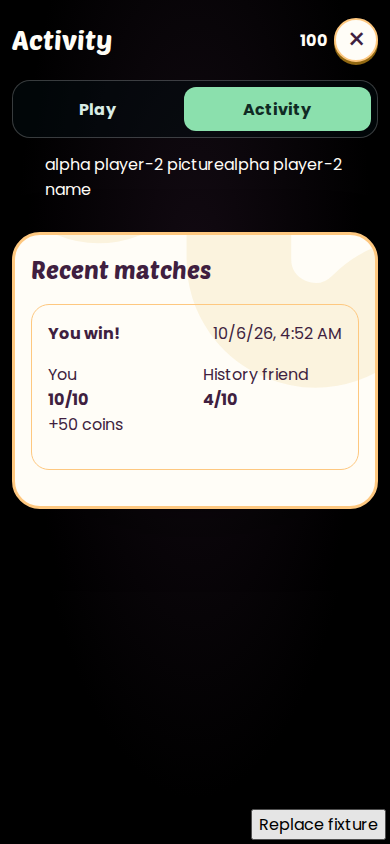 Activity
100 ×
Play
Activity
alpha player-2 picturealpha player-2
name
Recent matches
You win! 10/6/26, 4:52 AM
You History friend
10/10 4/10
+50 coins
Replace fixture